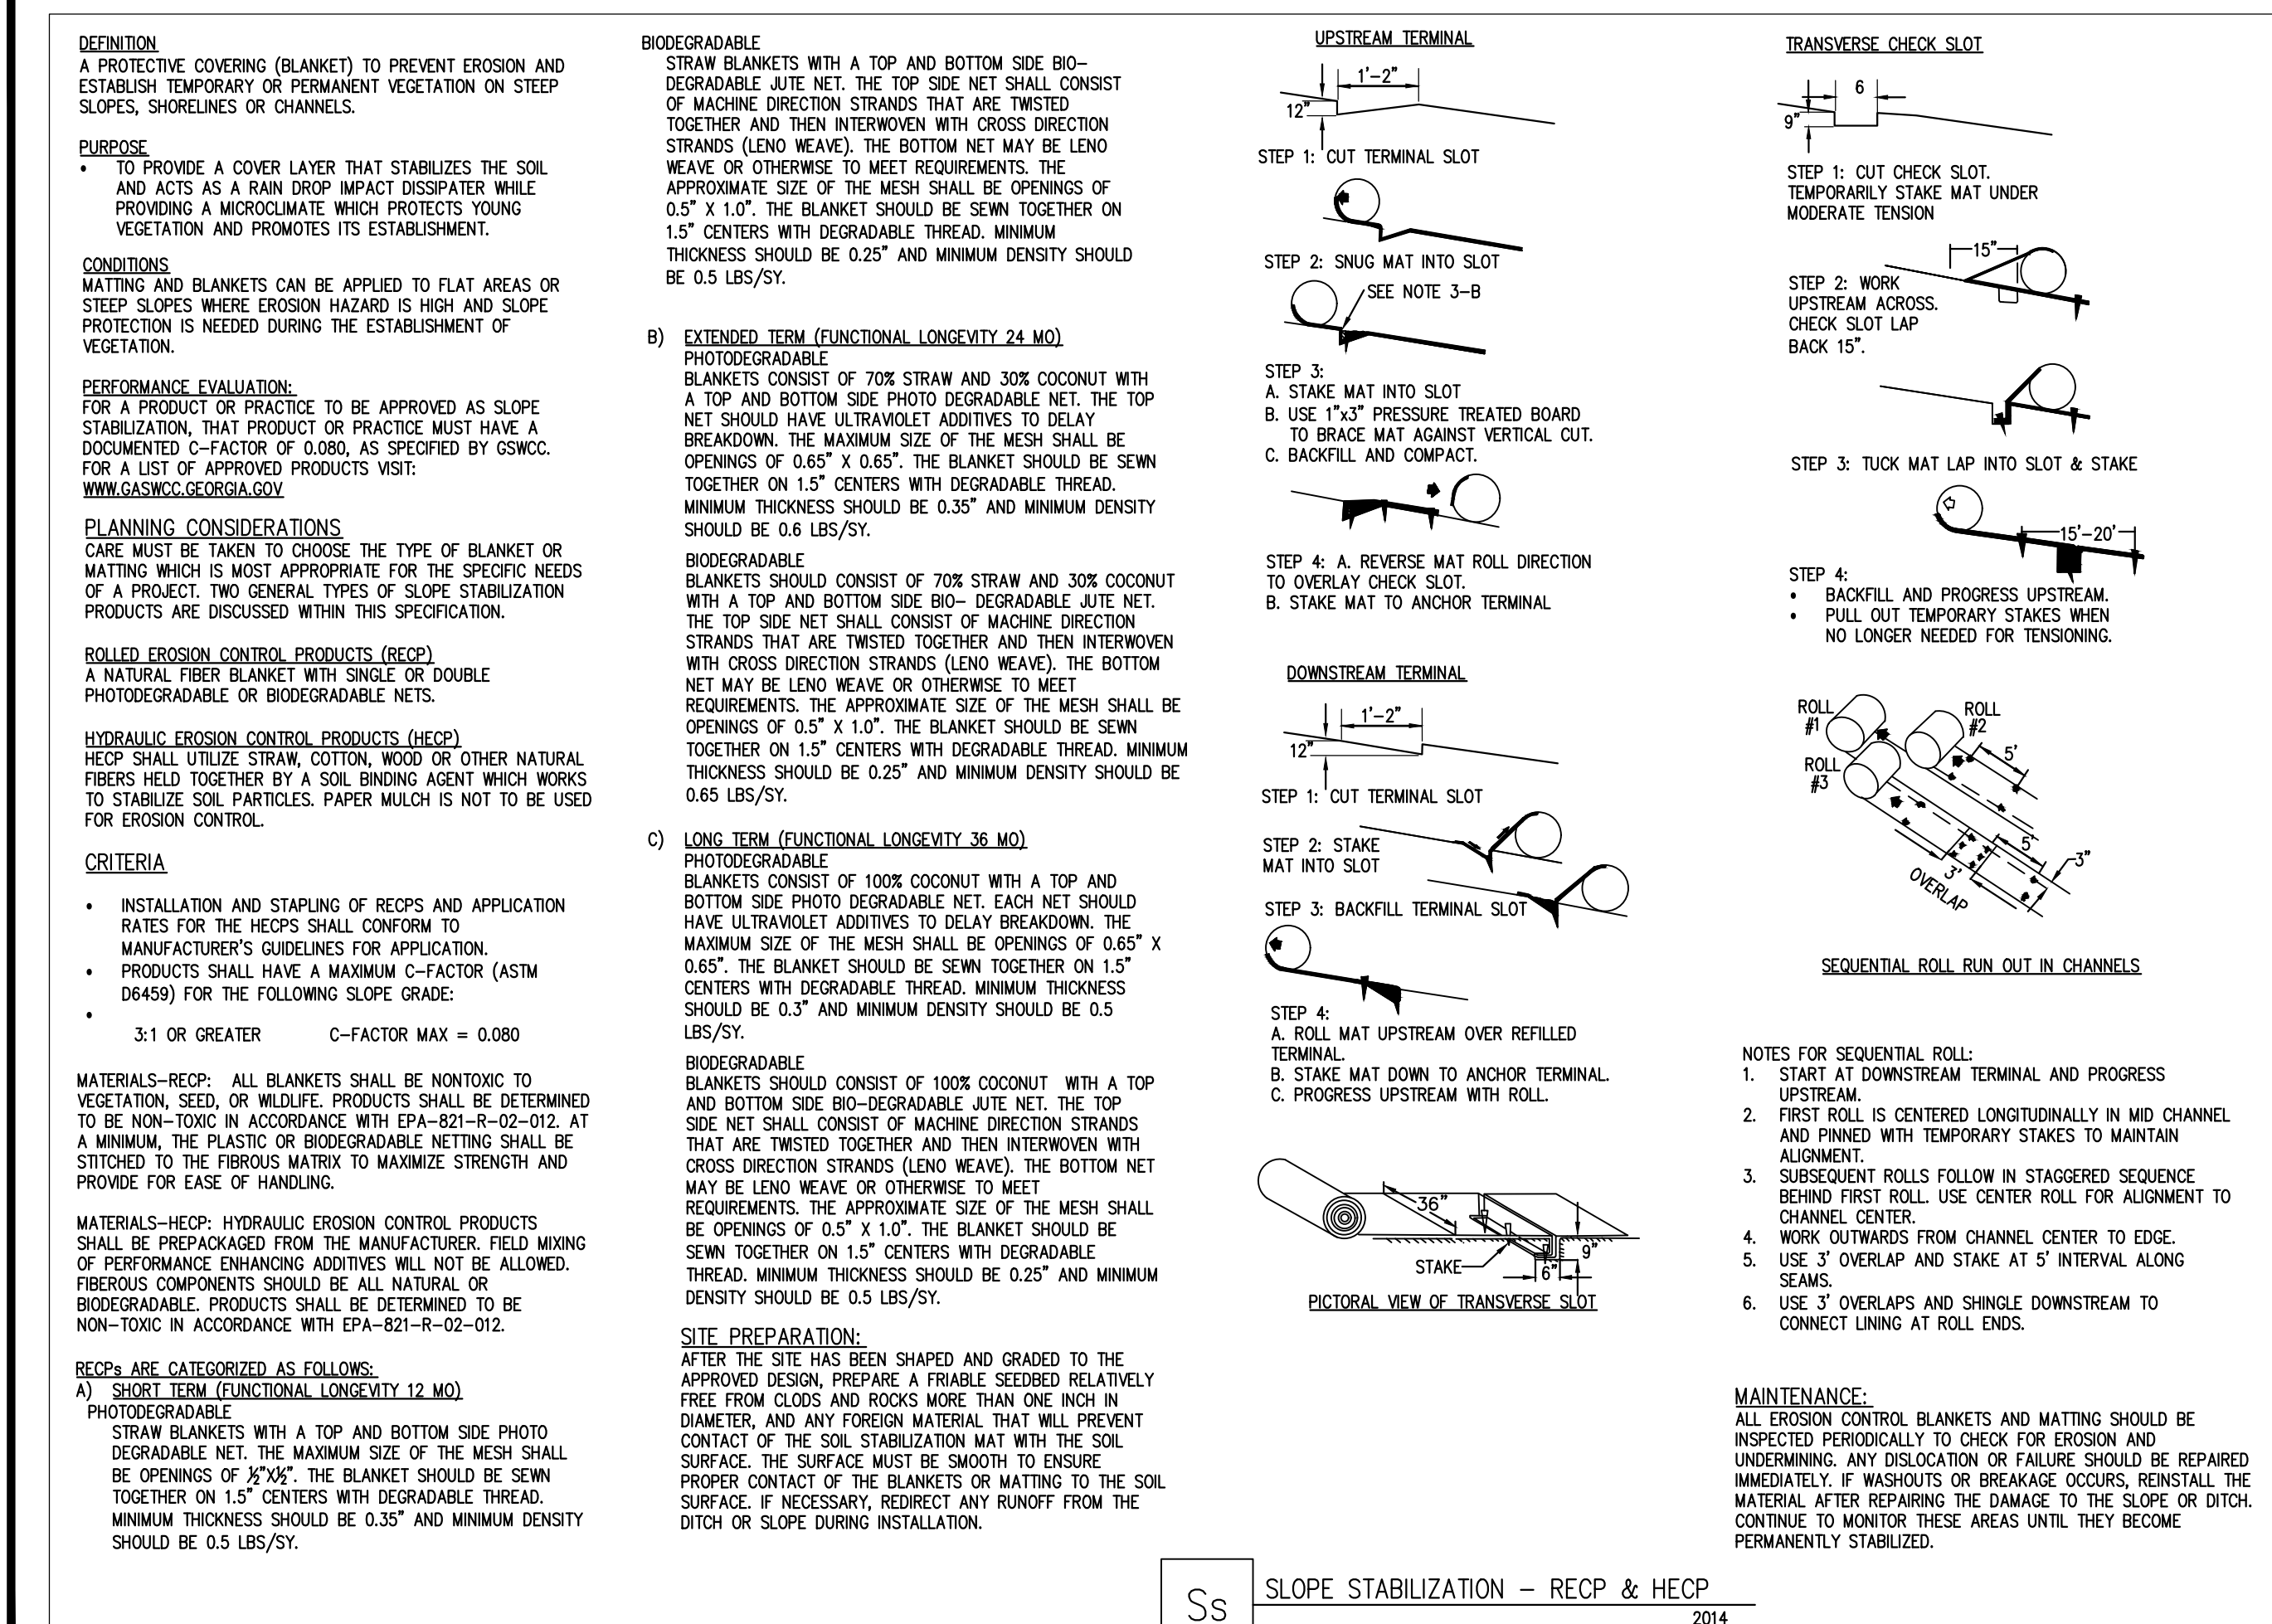 DEFINITION
A PROTECTIVE COVERING (BLANKET) TO PREVENT EROSION AND
ESTABLISH TEMPORARY OR PERMANENT VEGETATION ON STEEP
SLOPES, SHORELINES OR CHANNELS.
PURPOSE
• TO PROVIDE A COVER LAYER THAT STABILIZES THE SOIL
AND ACTS AS A RAIN DROP IMPACT DISSIPATER WHILE
PROVIDING A MICROCLIMATE WHICH PROTECTS YOUNG
VEGETATION AND PROMOTES ITS ESTABLISHMENT.
CONDITIONS
MATTING AND BLANKETS CAN BE APPLIED TO FLAT AREAS OR
STEEP SLOPES WHERE EROSION HAZARD IS HIGH AND SLOPE
PROTECTION IS NEEDED DURING THE ESTABLISHMENT OF
VEGETATION.
PERFORMANCE EVALUATION:
FOR A PRODUCT OR PRACTICE TO BE APPROVED AS SLOPE
STABILIZATION, THAT PRODUCT OR PRACTICE MUST HAVE A
DOCUMENTED C-FACTOR OF 0.080, AS SPECIFIED BY GSWCC.
FOR A LIST OF APPROVED PRODUCTS VISIT:
WWW.GASWCC.GEORGIA.GOV
PLANNING CONSIDERATIONS
CARE MUST BE TAKEN TO CHOOSE THE TYPE OF BLANKET OR
MATTING WHICH IS MOST APPROPRIATE FOR THE SPECIFIC NEEDS
OF A PROJECT. TWO GENERAL TYPES OF SLOPE STABILIZATION
PRODUCTS ARE DISCUSSED WITHIN THIS SPECIFICATION.
ROLLED EROSION CONTROL PRODUCTS (RECP)
A NATURAL FIBER BLANKET WITH SINGLE OR DOUBLE
PHOTODEGRADABLE OR BIODEGRADABLE NETS.
HYDRAULIC EROSION CONTROL PRODUCTS (HECP)
HECP SHALL UTILIZE STRAW, COTTON, WOOD OR OTHER NATURAL
FIBERS HELD TOGETHER BY A SOIL BINDING AGENT WHICH WORKS
TO STABILIZE SOIL PARTICLES. PAPER MULCH IS NOT TO BE USED
FOR EROSION CONTROL.
CRITERIA
• INSTALLATION AND STAPLING OF RECPS AND APPLICATION
RATES FOR THE HECPS SHALL CONFORM TO
MANUFACTURER'S GUIDELINES FOR APPLICATION.
• PRODUCTS SHALL HAVE A MAXIMUM C-FACTOR (ASTM
D6459) FOR THE FOLLOWING SLOPE GRADE:
•
3:1 OR GREATER C-FACTOR MAX = 0.080
MATERIALS-RECP: ALL BLANKETS SHALL BE NONTOXIC TO
VEGETATION, SEED, OR WILDLIFE. PRODUCTS SHALL BE DETERMINED
TO BE NON-TOXIC IN ACCORDANCE WITH EPA-821-R-02-012. AT
A MINIMUM, THE PLASTIC OR BIODEGRADABLE NETTING SHALL BE
STITCHED TO THE FIBROUS MATRIX TO MAXIMIZE STRENGTH AND
PROVIDE FOR EASE OF HANDLING.
MATERIALS-HECP: HYDRAULIC EROSION CONTROL PRODUCTS
SHALL BE PREPACKAGED FROM THE MANUFACTURER. FIELD MIXING
OF PERFORMANCE ENHANCING ADDITIVES WILL NOT BE ALLOWED.
FIBEROUS COMPONENTS SHOULD BE ALL NATURAL OR
BIODEGRADABLE. PRODUCTS SHALL BE DETERMINED TO BE
NON-TOXIC IN ACCORDANCE WITH EPA-821-R-02-012.
RECPs ARE CATEGORIZED AS FOLLOWS:
A) SHORT TERM (FUNCTIONAL LONGEVITY 12 MO)
PHOTODEGRADABLE
STRAW BLANKETS WITH A TOP AND BOTTOM SIDE PHOTO
DEGRADABLE NET. THE MAXIMUM SIZE OF THE MESH SHALL
BE OPENINGS OF ½"X½". THE BLANKET SHOULD BE SEWN
TOGETHER ON 1.5" CENTERS WITH DEGRADABLE THREAD.
MINIMUM THICKNESS SHOULD BE 0.35" AND MINIMUM DENSITY
SHOULD BE 0.5 LBS/SY.
BIODEGRADABLE
STRAW BLANKETS WITH A TOP AND BOTTOM SIDE BIO-
DEGRADABLE JUTE NET. THE TOP SIDE NET SHALL CONSIST
OF MACHINE DIRECTION STRANDS THAT ARE TWISTED
TOGETHER AND THEN INTERWOVEN WITH CROSS DIRECTION
STRANDS (LENO WEAVE). THE BOTTOM NET MAY BE LENO
WEAVE OR OTHERWISE TO MEET REQUIREMENTS. THE
APPROXIMATE SIZE OF THE MESH SHALL BE OPENINGS OF
0.5" X 1.0". THE BLANKET SHOULD BE SEWN TOGETHER ON
1.5" CENTERS WITH DEGRADABLE THREAD. MINIMUM
THICKNESS SHOULD BE 0.25" AND MINIMUM DENSITY SHOULD
BE 0.5 LBS/SY.
B) EXTENDED TERM (FUNCTIONAL LONGEVITY 24 MO)
PHOTODEGRADABLE
BLANKETS CONSIST OF 70% STRAW AND 30% COCONUT WITH
A TOP AND BOTTOM SIDE PHOTO DEGRADABLE NET. THE TOP
NET SHOULD HAVE ULTRAVIOLET ADDITIVES TO DELAY
BREAKDOWN. THE MAXIMUM SIZE OF THE MESH SHALL BE
OPENINGS OF 0.65" X 0.65". THE BLANKET SHOULD BE SEWN
TOGETHER ON 1.5" CENTERS WITH DEGRADABLE THREAD.
MINIMUM THICKNESS SHOULD BE 0.35" AND MINIMUM DENSITY
SHOULD BE 0.6 LBS/SY.
BIODEGRADABLE
BLANKETS SHOULD CONSIST OF 70% STRAW AND 30% COCONUT
WITH A TOP AND BOTTOM SIDE BIO- DEGRADABLE JUTE NET.
THE TOP SIDE NET SHALL CONSIST OF MACHINE DIRECTION
STRANDS THAT ARE TWISTED TOGETHER AND THEN INTERWOVEN
WITH CROSS DIRECTION STRANDS (LENO WEAVE). THE BOTTOM
NET MAY BE LENO WEAVE OR OTHERWISE TO MEET
REQUIREMENTS. THE APPROXIMATE SIZE OF THE MESH SHALL BE
OPENINGS OF 0.5" X 1.0". THE BLANKET SHOULD BE SEWN
TOGETHER ON 1.5" CENTERS WITH DEGRADABLE THREAD. MINIMUM
THICKNESS SHOULD BE 0.25" AND MINIMUM DENSITY SHOULD BE
0.65 LBS/SY.
C) LONG TERM (FUNCTIONAL LONGEVITY 36 MO)
PHOTODEGRADABLE
BLANKETS CONSIST OF 100% COCONUT WITH A TOP AND
BOTTOM SIDE PHOTO DEGRADABLE NET. EACH NET SHOULD
HAVE ULTRAVIOLET ADDITIVES TO DELAY BREAKDOWN. THE
MAXIMUM SIZE OF THE MESH SHALL BE OPENINGS OF 0.65" X
0.65". THE BLANKET SHOULD BE SEWN TOGETHER ON 1.5"
CENTERS WITH DEGRADABLE THREAD. MINIMUM THICKNESS
SHOULD BE 0.3" AND MINIMUM DENSITY SHOULD BE 0.5
LBS/SY.
BIODEGRADABLE
BLANKETS SHOULD CONSIST OF 100% COCONUT WITH A TOP
AND BOTTOM SIDE BIO-DEGRADABLE JUTE NET. THE TOP
SIDE NET SHALL CONSIST OF MACHINE DIRECTION STRANDS
THAT ARE TWISTED TOGETHER AND THEN INTERWOVEN WITH
CROSS DIRECTION STRANDS (LENO WEAVE). THE BOTTOM NET
MAY BE LENO WEAVE OR OTHERWISE TO MEET
REQUIREMENTS. THE APPROXIMATE SIZE OF THE MESH SHALL
BE OPENINGS OF 0.5" X 1.0". THE BLANKET SHOULD BE
SEWN TOGETHER ON 1.5" CENTERS WITH DEGRADABLE
THREAD. MINIMUM THICKNESS SHOULD BE 0.25" AND MINIMUM
DENSITY SHOULD BE 0.5 LBS/SY.
SITE PREPARATION:
AFTER THE SITE HAS BEEN SHAPED AND GRADED TO THE
APPROVED DESIGN, PREPARE A FRIABLE SEEDBED RELATIVELY
FREE FROM CLODS AND ROCKS MORE THAN ONE INCH IN
DIAMETER, AND ANY FOREIGN MATERIAL THAT WILL PREVENT
CONTACT OF THE SOIL STABILIZATION MAT WITH THE SOIL
SURFACE. THE SURFACE MUST BE SMOOTH TO ENSURE
PROPER CONTACT OF THE BLANKETS OR MATTING TO THE SOIL
SURFACE. IF NECESSARY, REDIRECT ANY RUNOFF FROM THE
DITCH OR SLOPE DURING INSTALLATION.
UPSTREAM TERMINAL
1'-2"
12"
STEP 1: CUT TERMINAL SLOT
STEP 2: SNUG MAT INTO SLOT
SEE NOTE 3-B
STEP 3:
A. STAKE MAT INTO SLOT
B. USE 1"x3" PRESSURE TREATED BOARD
TO BRACE MAT AGAINST VERTICAL CUT.
C. BACKFILL AND COMPACT.
STEP 4: A. REVERSE MAT ROLL DIRECTION
TO OVERLAY CHECK SLOT.
B. STAKE MAT TO ANCHOR TERMINAL
DOWNSTREAM TERMINAL
1'-2"
12"
STEP 1: CUT TERMINAL SLOT
STEP 2: STAKE
MAT INTO SLOT
STEP 3: BACKFILL TERMINAL SLOT
STEP 4:
A. ROLL MAT UPSTREAM OVER REFILLED
TERMINAL.
B. STAKE MAT DOWN TO ANCHOR TERMINAL.
C. PROGRESS UPSTREAM WITH ROLL.
36"
9"
STAKE
6"
PICTORAL VIEW OF TRANSVERSE SLOT
TRANSVERSE CHECK SLOT
6
9"
STEP 1: CUT CHECK SLOT.
TEMPORARILY STAKE MAT UNDER
MODERATE TENSION
15"
STEP 2: WORK
UPSTREAM ACROSS.
CHECK SLOT LAP
BACK 15".
STEP 3: TUCK MAT LAP INTO SLOT & STAKE
15'-20'
STEP 4:
• BACKFILL AND PROGRESS UPSTREAM.
• PULL OUT TEMPORARY STAKES WHEN
NO LONGER NEEDED FOR TENSIONING.
ROLL
#1
ROLL
#2
5'
ROLL
#3
5'
3"
3'
OVERLAP
SEQUENTIAL ROLL RUN OUT IN CHANNELS
NOTES FOR SEQUENTIAL ROLL:
1. START AT DOWNSTREAM TERMINAL AND PROGRESS
UPSTREAM.
2. FIRST ROLL IS CENTERED LONGITUDINALLY IN MID CHANNEL
AND PINNED WITH TEMPORARY STAKES TO MAINTAIN
ALIGNMENT.
3. SUBSEQUENT ROLLS FOLLOW IN STAGGERED SEQUENCE
BEHIND FIRST ROLL. USE CENTER ROLL FOR ALIGNMENT TO
CHANNEL CENTER.
4. WORK OUTWARDS FROM CHANNEL CENTER TO EDGE.
5. USE 3' OVERLAP AND STAKE AT 5' INTERVAL ALONG
SEAMS.
6. USE 3' OVERLAPS AND SHINGLE DOWNSTREAM TO
CONNECT LINING AT ROLL ENDS.
MAINTENANCE:
ALL EROSION CONTROL BLANKETS AND MATTING SHOULD BE
INSPECTED PERIODICALLY TO CHECK FOR EROSION AND
UNDERMINING. ANY DISLOCATION OR FAILURE SHOULD BE REPAIRED
IMMEDIATELY. IF WASHOUTS OR BREAKAGE OCCURS, REINSTALL THE
MATERIAL AFTER REPAIRING THE DAMAGE TO THE SLOPE OR DITCH.
CONTINUE TO MONITOR THESE AREAS UNTIL THEY BECOME
PERMANENTLY STABILIZED.
Ss
SLOPE STABILIZATION - RECP & HECP
2014